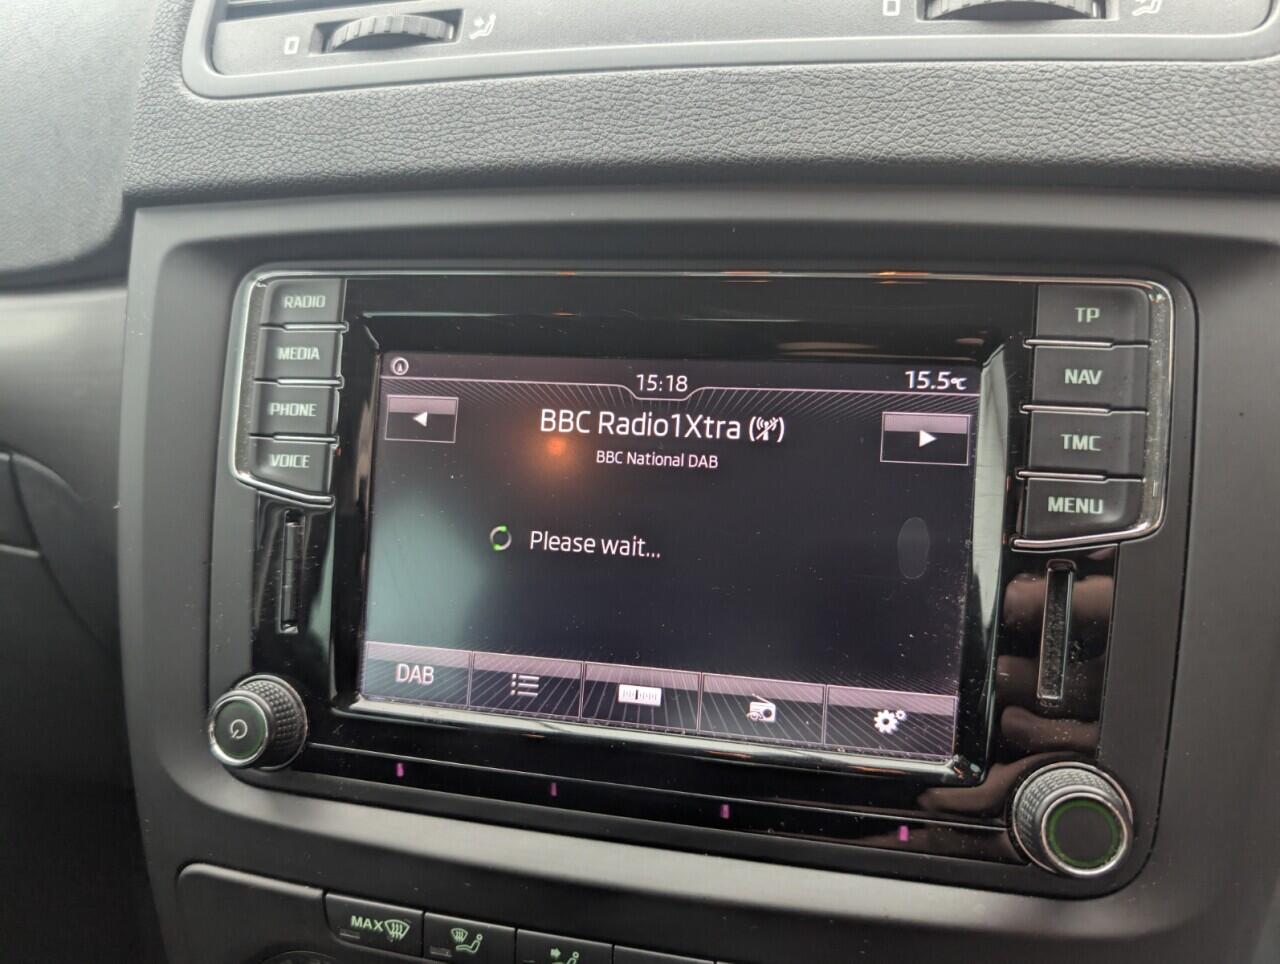 RADIO
MEDIA
PHONE
VOICE
15:18
15.5°C
BBC Radio1Xtra
BBC National DAB
Please wait...
DAB
TP
NAV
TMC
MENU
MAX